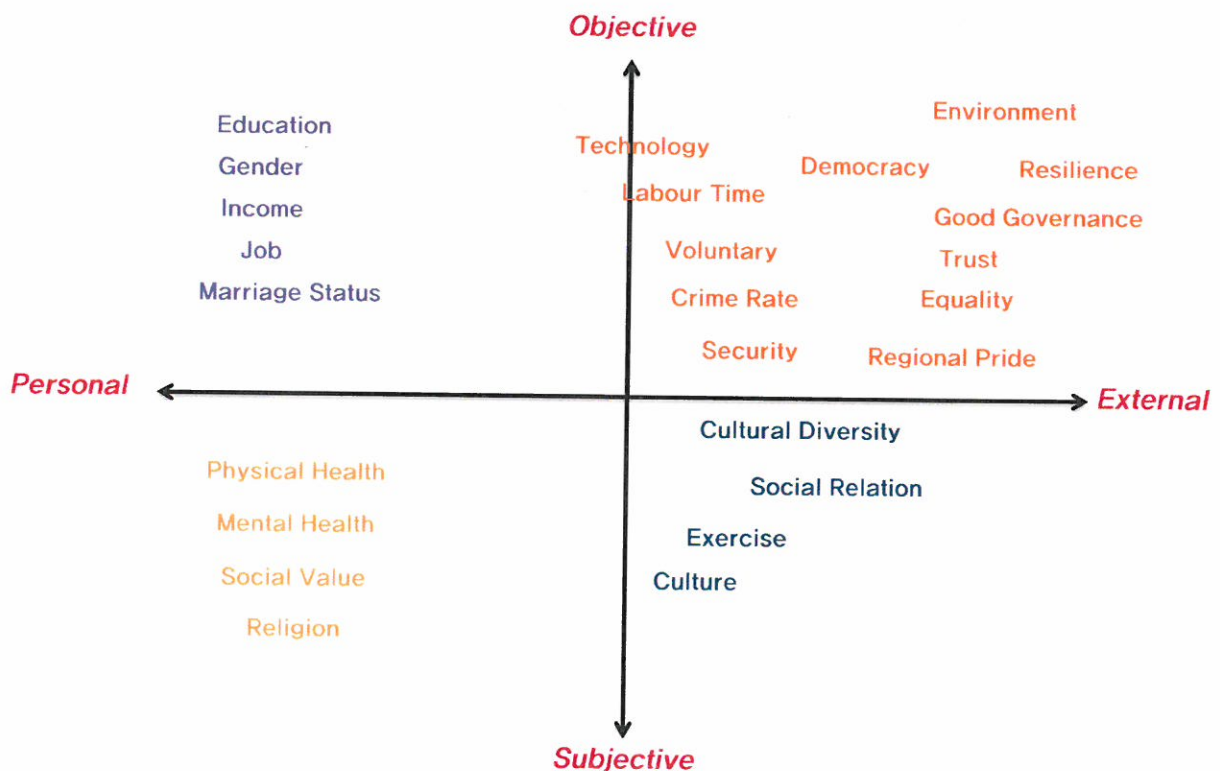 Objective
Education
Gender
Income
Job
Marriage Status
Technology
Labour Time
Voluntary
Crime Rate
Security
Environment
Democracy
Resilience
Good Governance
Trust
Equality
Regional Pride
Personal
External
Physical Health
Mental Health
Social Value
Religion
Cultural Diversity
Social Relation
Exercise
Culture
Subjective